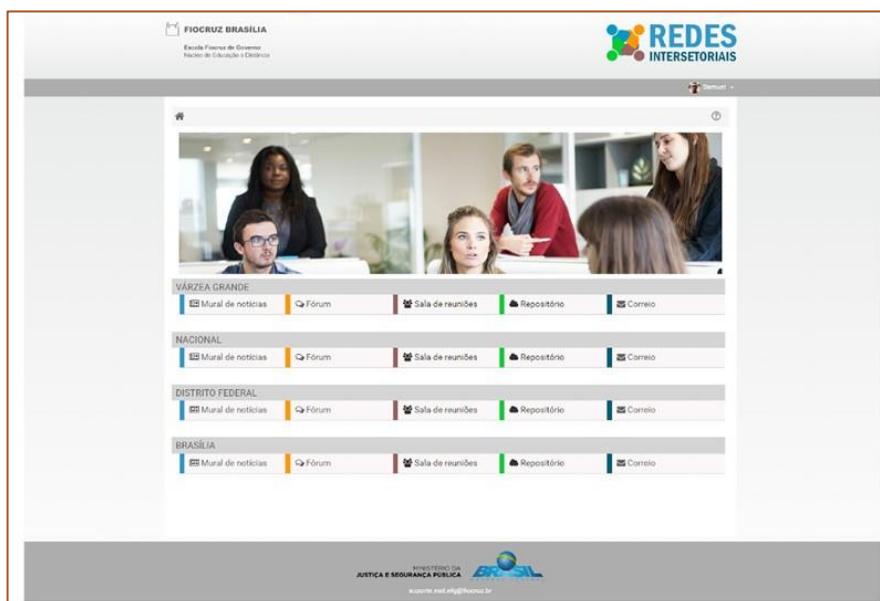 FIOCRUZ BRASÍLIA
Escola Fiocruz de Governo
Núcleo de Educação a Distância
REDES
INTERSETORIAIS
Samuel
VÁRZEA GRANDE
Mural de notícias Fórum Sala de reuniões Repositório Correio
NACIONAL
Mural de notícias Fórum Sala de reuniões Repositório Correio
DISTRITO FEDERAL
Mural de notícias Fórum Sala de reuniões Repositório Correio
BRASÍLIA
Mural de notícias Fórum Sala de reuniões Repositório Correio
MINISTÉRIO DA
JUSTIÇA E SEGURANÇA PÚBLICA
BRASIL